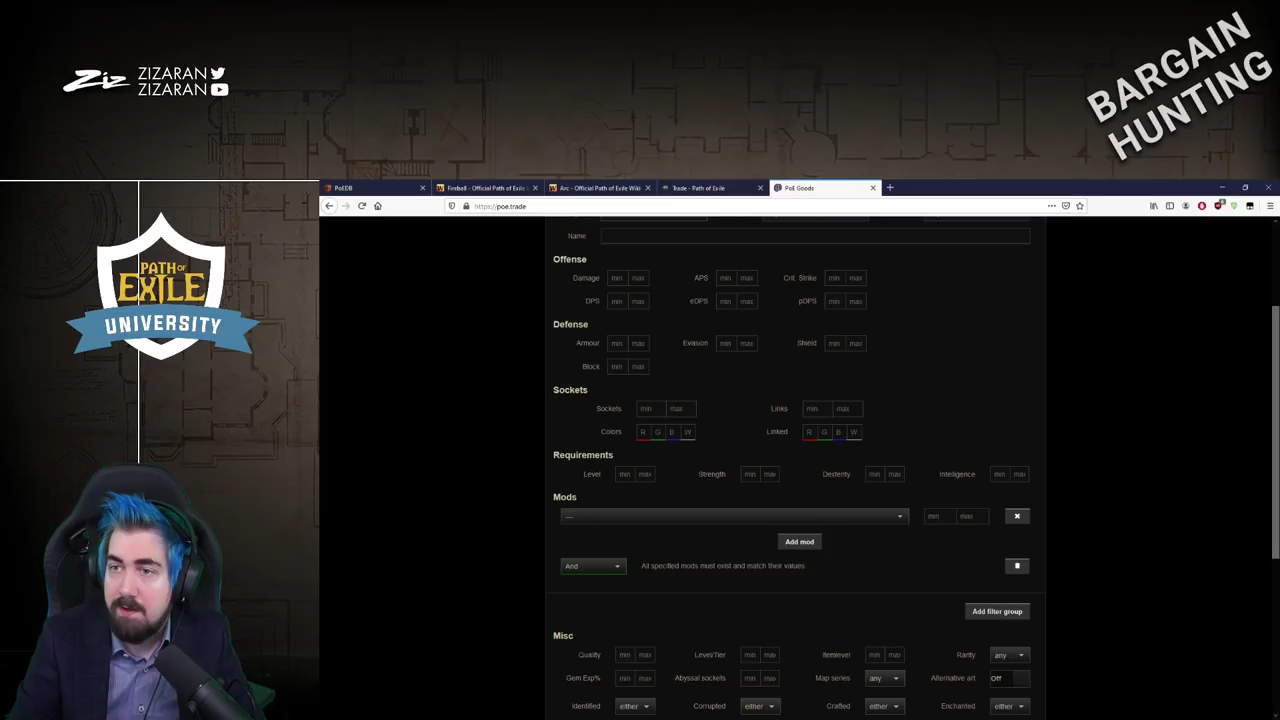 BARGAIN
HUNTING
Ziz
ZIZARAN
ZIZARAN
PoEDB
Fireball - Official Path of Exile
Arc - Official Path of Exile Wiki
Trade - Path of Exile
PoE Goods
https://poe.trade
Name
Offense
Damage min max APS min max Crit. Strike min max
DPS min max eDPS min max pDPS min max
Defense
Armour min max Evasion min max Shield min max
Block min max
Sockets
Sockets min max Links min max
Colors R G B W Linked R G B W
Requirements
Level min max Strength min max Dexterity min max Intelligence min max
Mods
--- min max
Add mod
And All specified mods must exist and match their values
Add filter group
Misc
Quality min max Level/Tier min max Itemlevel min max Rarity any
Gem Exp% min max Abyssal sockets min max Map series any Alternative art Off
Identified either Corrupted either Crafted either Enchanted either
PATH OF
EXILE
UNIVERSITY